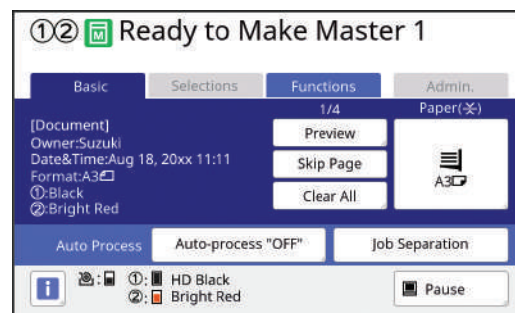 ①② M Ready to Make Master 1
Basic Selections Functions Admin.
1/4 Paper
[Document]
Owner:Suzuki
Date&Time:Aug 18, 20xx 11:11
Format:A3
①:Black
②:Bright Red
Preview
Skip Page
Clear All
A3
Auto Process Auto-process "OFF" Job Separation
i
①: HD Black
②: Bright Red
Pause